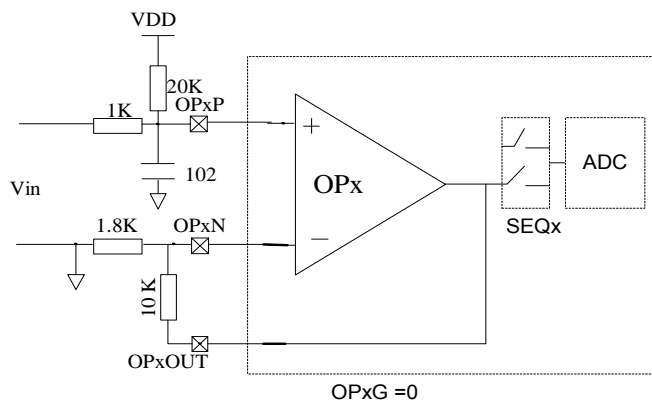 VDD
20K
OPxP
1K
+
OPx
102
Vin
ADC
SEQx
1.8K
OPxN
−
10 K
OPxOUT
OPxG =0